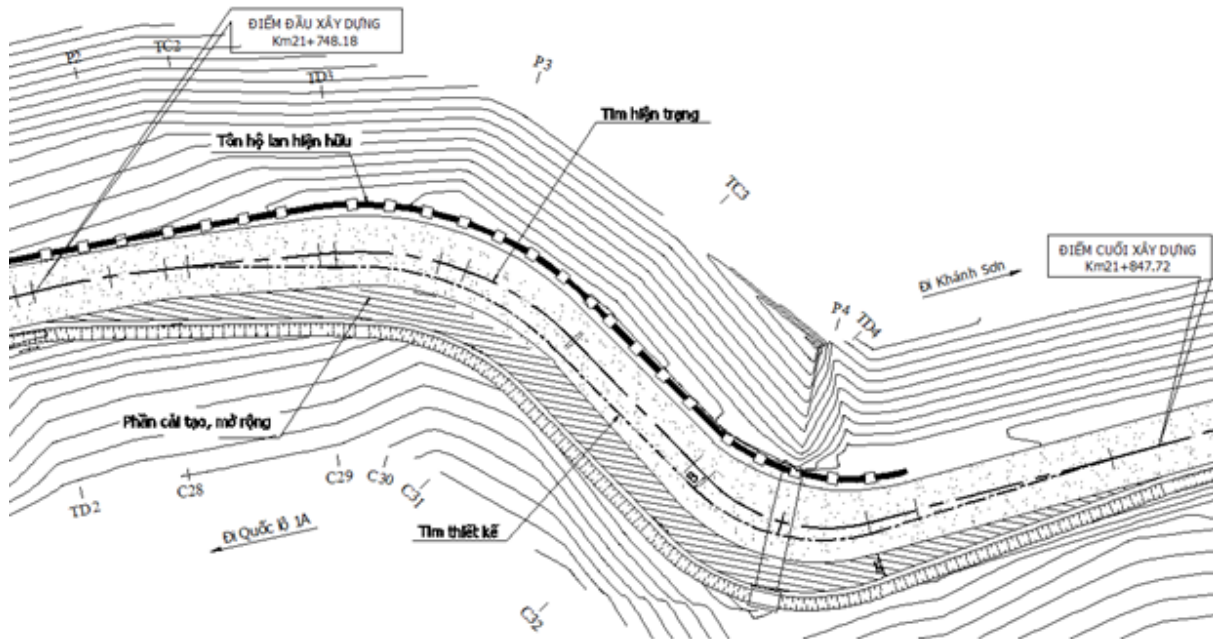 ĐIỂM ĐẦU XÂY DỰNG
Km21+748.18
P2
TC2
TD3
P3
Tim hiện trạng
Tôn hộ lan hiện hữu
TC3
ĐIỂM CUỐI XÂY DỰNG
Km21+847.72
Đi Khánh Sơn
P4
TD4
Phần cải tạo, mở rộng
TD2
C28
C29
C30
C31
Đi Quốc lộ 1A
Tim thiết kế
C32